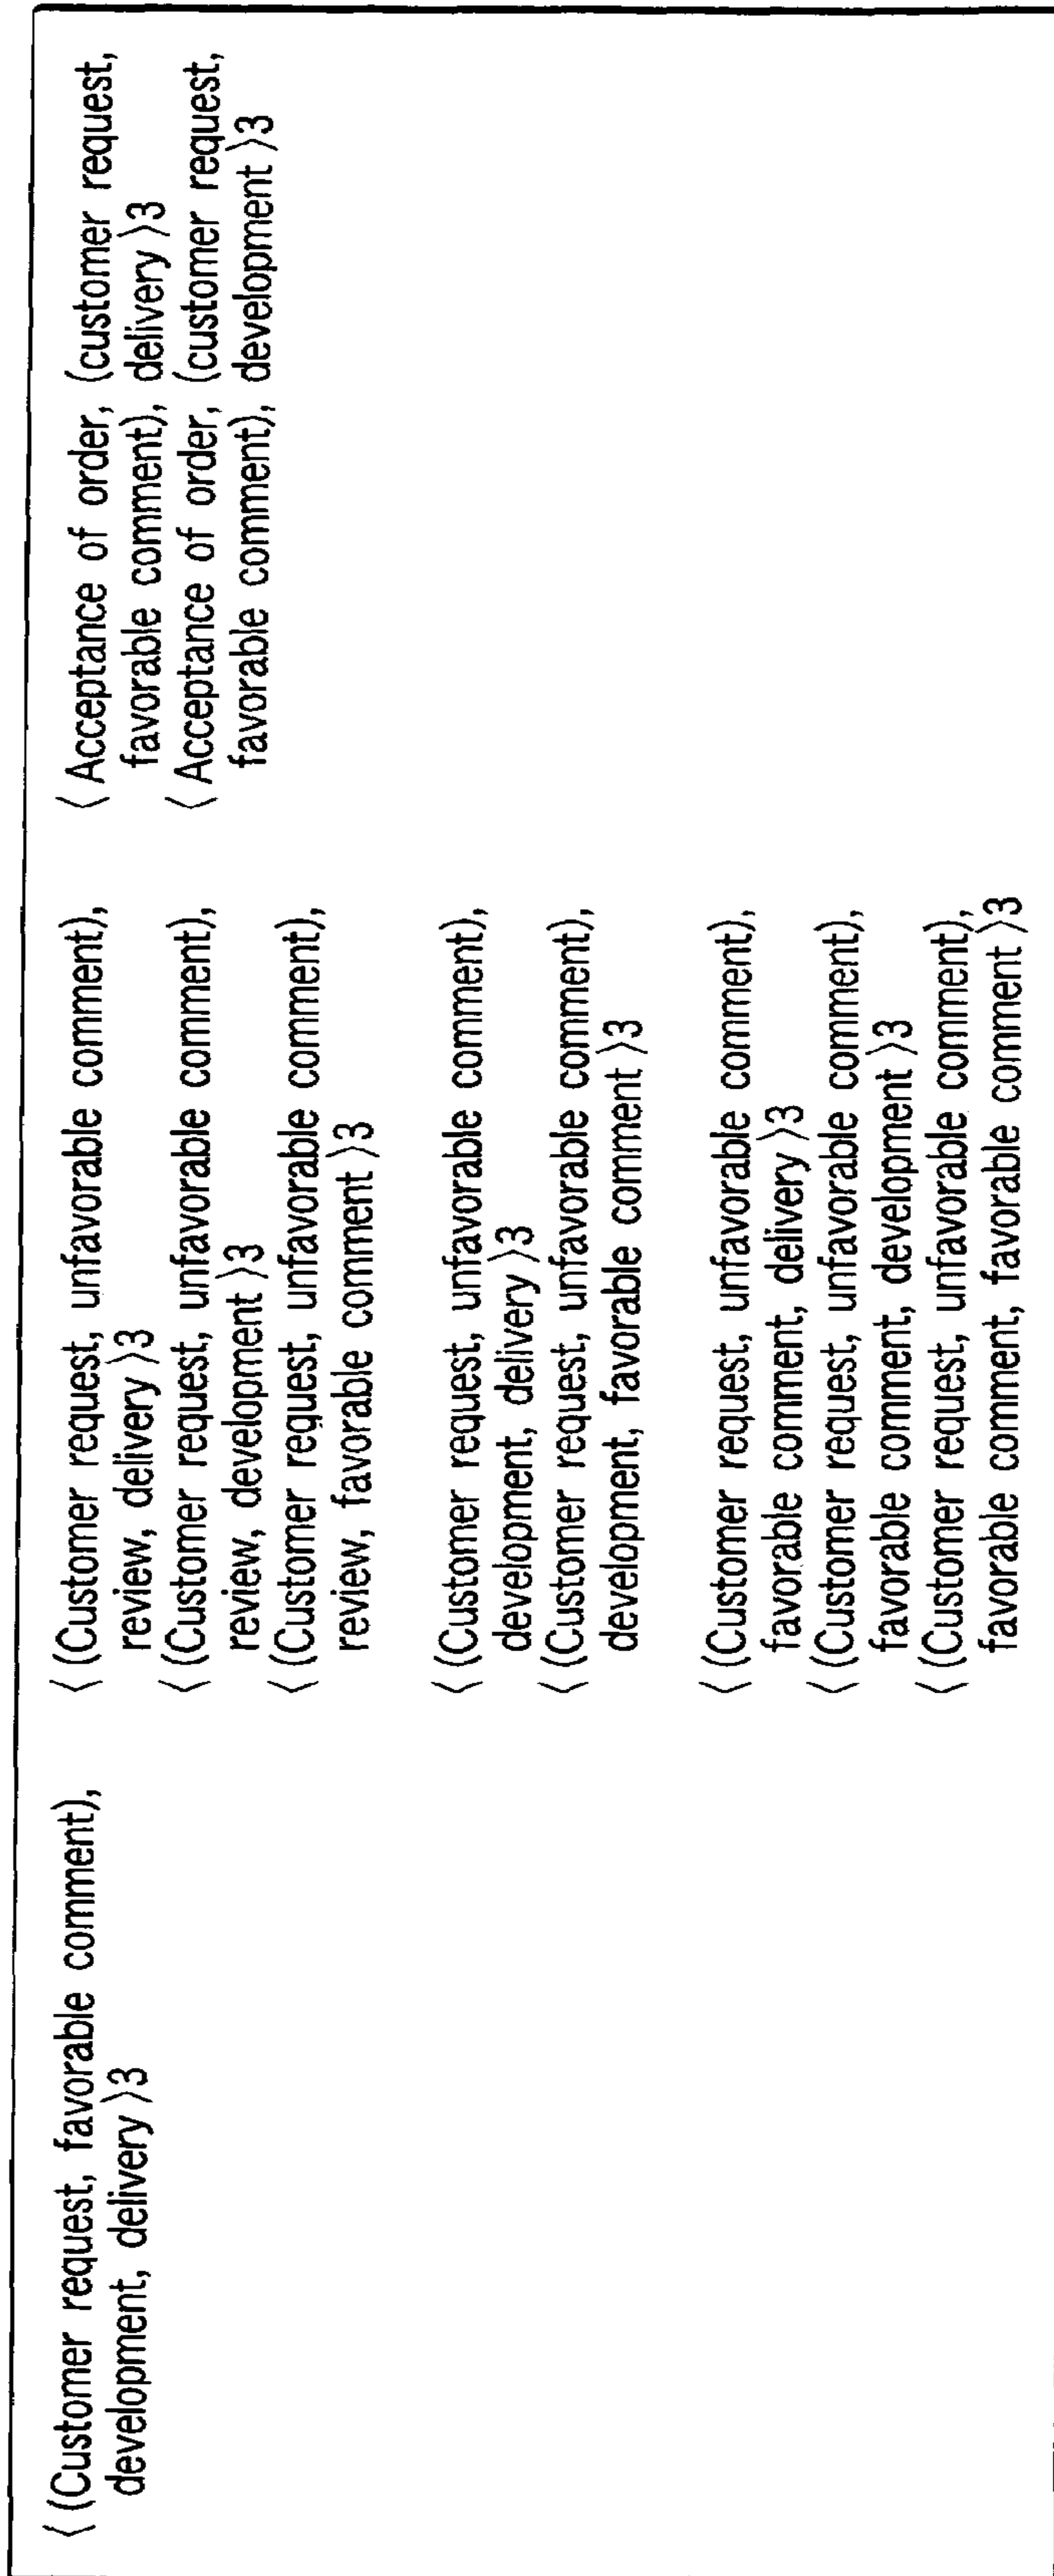 ⟨ (Customer request, favorable comment),
development, delivery ⟩3
⟨ (Customer request, unfavorable comment),
review, delivery ⟩3
⟨ (Customer request, unfavorable comment),
review, development ⟩3
⟨ (Customer request, unfavorable comment),
review, favorable comment ⟩3
⟨ (Customer request, unfavorable comment),
development, delivery ⟩3
⟨ (Customer request, unfavorable comment),
development, favorable comment ⟩3
⟨ (Customer request, unfavorable comment),
favorable comment, delivery ⟩3
⟨ (Customer request, unfavorable comment),
favorable comment, development ⟩3
⟨ (Customer request, unfavorable comment),
favorable comment, favorable comment ⟩3
⟨ Acceptance of order, (customer request,
favorable comment), delivery ⟩3
⟨ Acceptance of order, (customer request,
favorable comment), development ⟩3